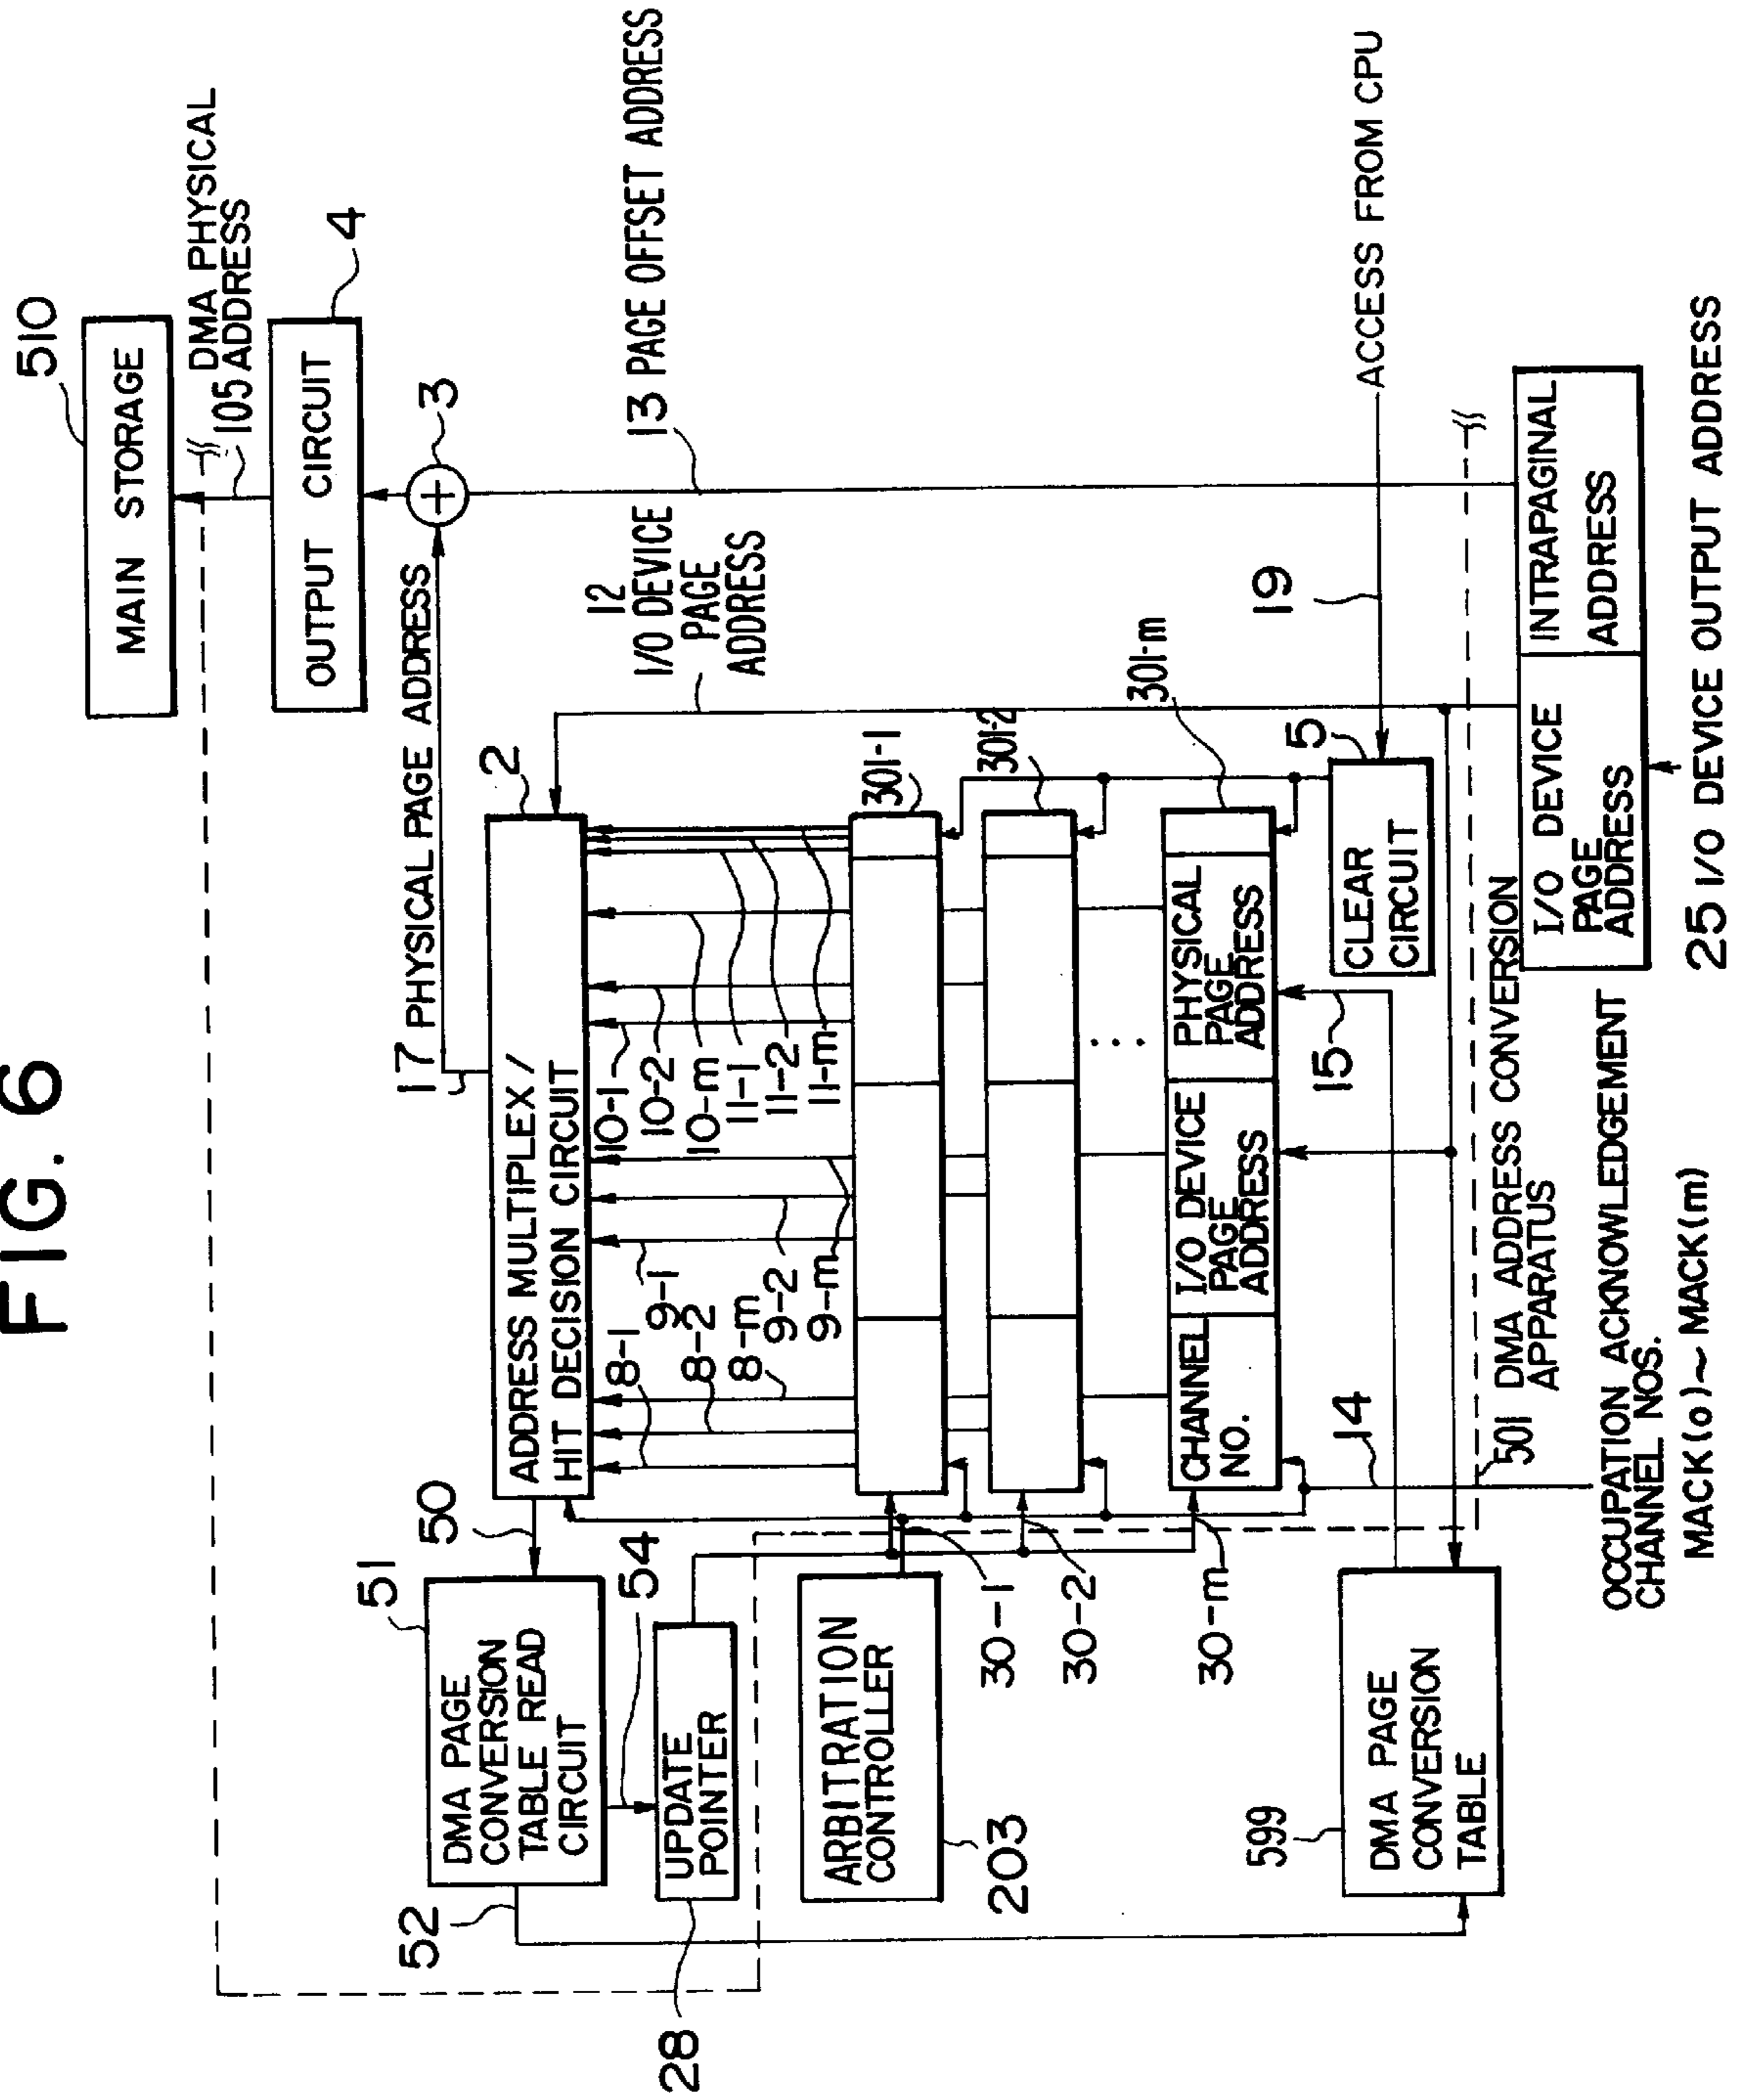 FIG. 6
510
MAIN STORAGE
DMA PHYSICAL
105 ADDRESS
OUTPUT CIRCUIT
4
3
17 PHYSICAL PAGE ADDRESS
13 PAGE OFFSET ADDRESS
12
I/O DEVICE
PAGE
ADDRESS
2
ADDRESS MULTIPLEX /
HIT DECISION CIRCUIT
50
51
DMA PAGE
CONVERSION
TABLE READ
CIRCUIT
52
54
UPDATE
POINTER
28
8-1
8-2
8-m
9-1
9-2
9-m
10-1
10-2
10-m
11-1
11-2
11-m
301-1
301-2
301-m
ARBITRATION
CONTROLLER
203
30-1
30-2
30-m
CHANNEL
NO.
I/O DEVICE
PAGE
ADDRESS
PHYSICAL
PAGE
ADDRESS
...
5
CLEAR
CIRCUIT
19
ACCESS FROM CPU
15
14
599
DMA PAGE
CONVERSION
TABLE
501 DMA ADDRESS CONVERSION
APPARATUS
I/O DEVICE
PAGE
ADDRESS
INTRAPAGINAL
ADDRESS
OCCUPATION ACKNOWLEDGEMENT
CHANNEL NOS.
MACK(o)~MACK(m)
25 I/O DEVICE OUTPUT ADDRESS